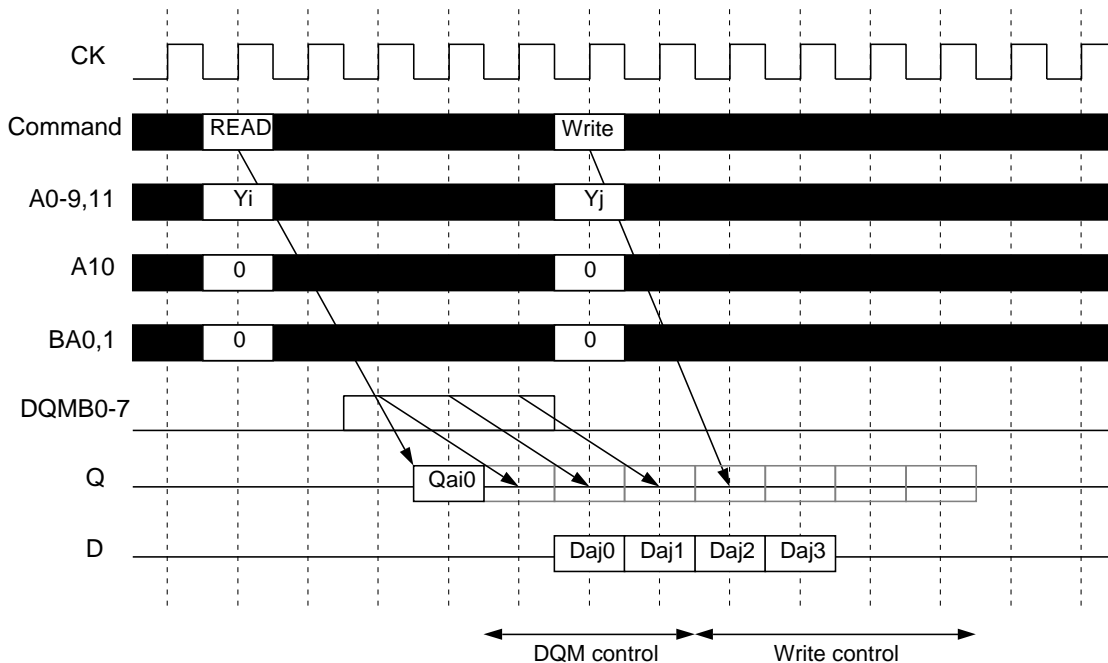 CK
Command READ Write
A0-9,11 Yi Yj
A10 0 0
BA0,1 0 0
DQMB0-7
Q Qai0
D Daj0 Daj1 Daj2 Daj3
DQM control Write control